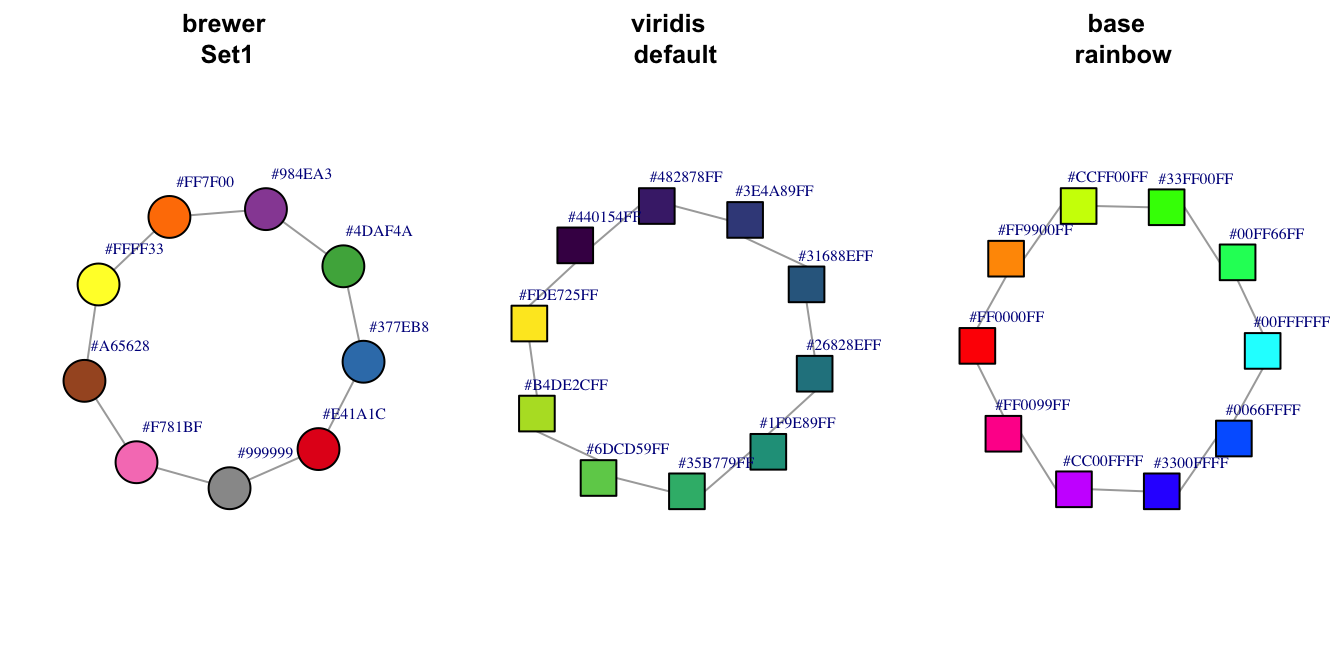 brewer
Set1
#FF7F00
#984EA3
#4DAF4A
#FFFF33
#377EB8
#A65628
#E41A1C
#F781BF
#999999
viridis
default
#482878FF
#3E4A89FF
#440154FF
#31688EFF
#FDE725FF
#26828EFF
#B4DE2CFF
#1F9E89FF
#6DCD59FF
#35B779FF
base
rainbow
#CCFF00FF
#33FF00FF
#FF9900FF
#00FF66FF
#FF0000FF
#00FFFFFF
#FF0099FF
#0066FFFF
#CC00FFFF
#3300FFFF